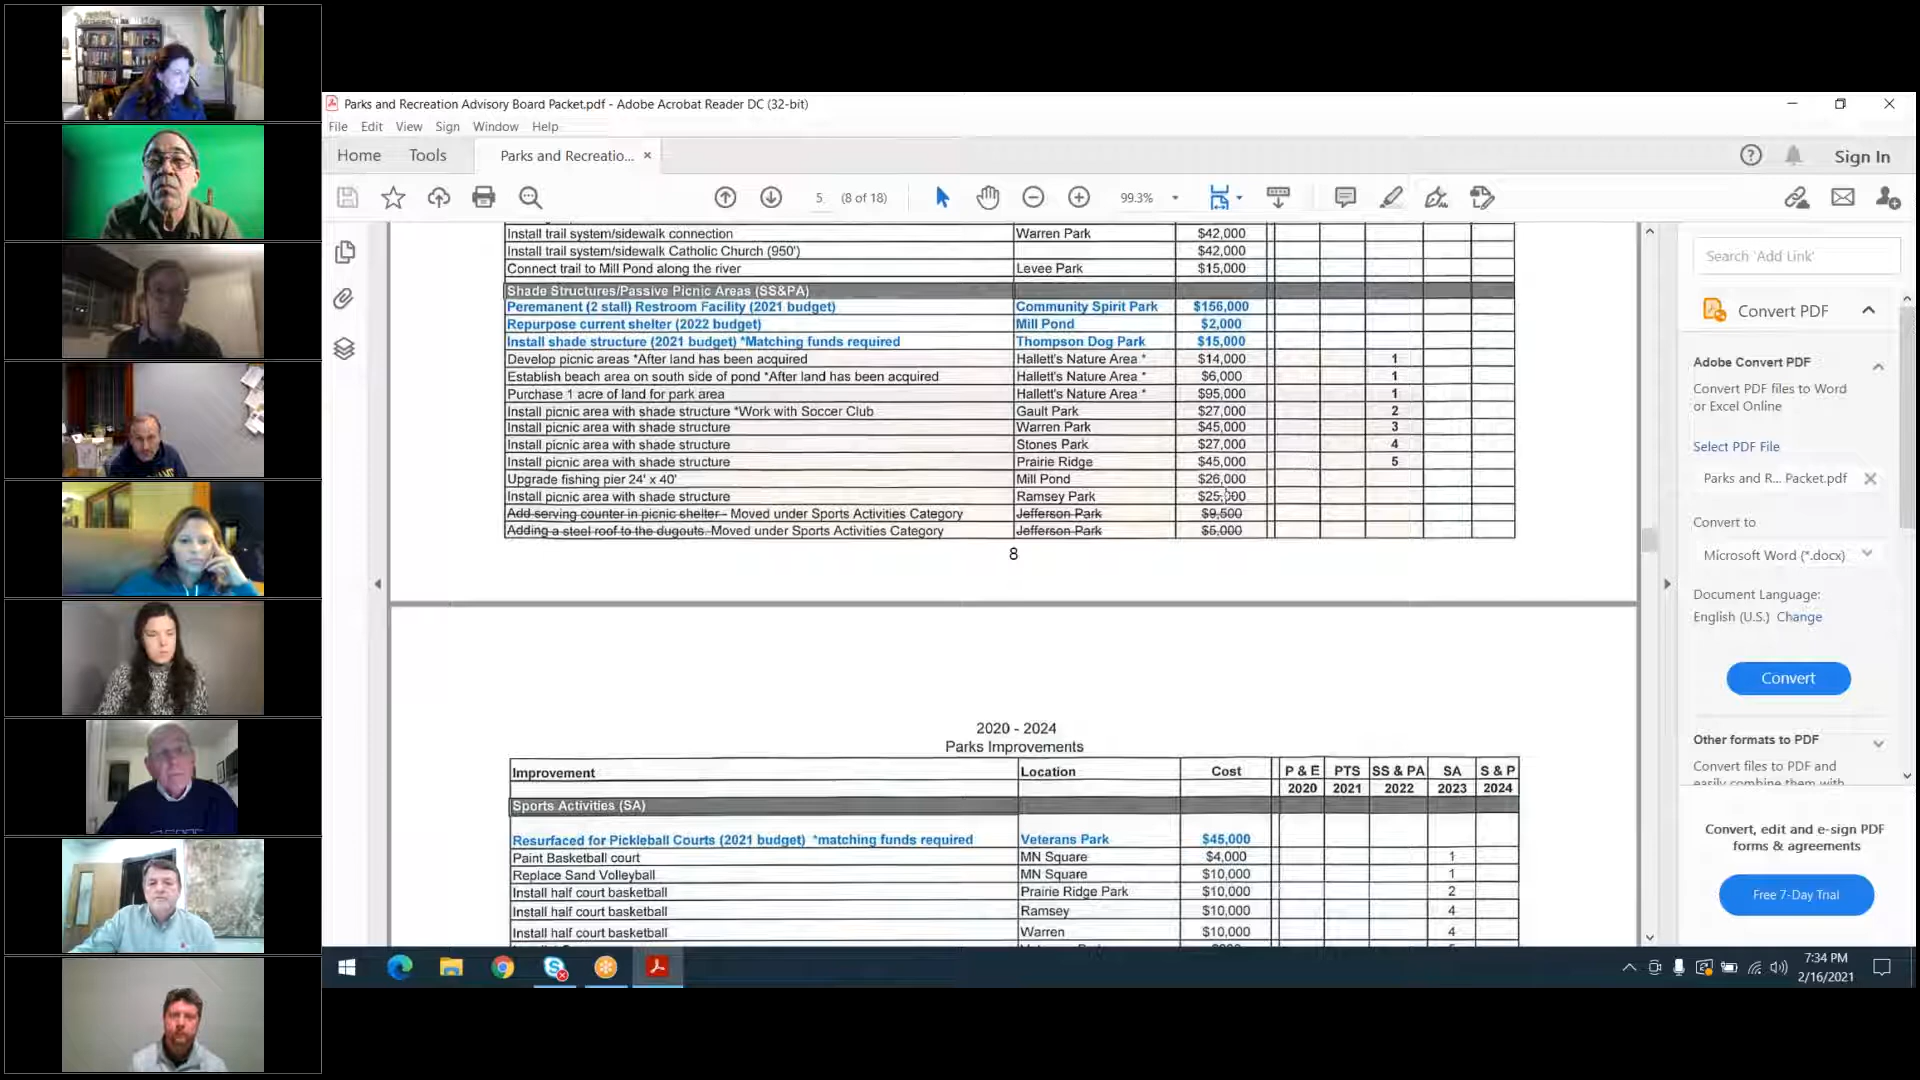 Parks and Recreation Advisory Board Packet.pdf - Adobe Acrobat Reader DC (32-bit)
File Edit View Sign Window Help
Home Tools Parks and Recreatio... × Sign In
5 (8 of 18) 99.3%
Install trail system/sidewalk connection Warren Park $42,000
Install trail system/sidewalk Catholic Church (950') $42,000
Connect trail to Mill Pond along the river Levee Park $15,000
Shade Structures/Passive Picnic Areas (SS&PA)
Peremanent (2 stall) Restroom Facility (2021 budget) Community Spirit Park $156,000
Repurpose current shelter (2022 budget) Mill Pond $2,000
Install shade structure (2021 budget) *Matching funds required Thompson Dog Park $15,000
Develop picnic areas *After land has been acquired Hallett's Nature Area * $14,000 1
Establish beach area on south side of pond *After land has been acquired Hallett's Nature Area * $6,000 1
Purchase 1 acre of land for park area Hallett's Nature Area * $95,000 1
Install picnic area with shade structure *Work with Soccer Club Gault Park $27,000 2
Install picnic area with shade structure Warren Park $45,000 3
Install picnic area with shade structure Stones Park $27,000 4
Install picnic area with shade structure Prairie Ridge $45,000 5
Upgrade fishing pier 24' x 40' Mill Pond $26,000
Install picnic area with shade structure Ramsey Park $25,000
Add serving counter in picnic shelter - Moved under Sports Activities Category Jefferson Park $9,500
Adding a steel roof to the dugouts. Moved under Sports Activities Category Jefferson Park $5,000
8
2020 - 2024
Parks Improvements
Improvement Location Cost P & E PTS SS & PA SA S & P
2020 2021 2022 2023 2024
Sports Activities (SA)
Resurfaced for Pickleball Courts (2021 budget) *matching funds required Veterans Park $45,000
Paint Basketball court MN Square $4,000 1
Replace Sand Volleyball MN Square $10,000 1
Install half court basketball Prairie Ridge Park $10,000 2
Install half court basketball Ramsey $10,000 4
Install half court basketball Warren $10,000 4
Search 'Add Link'
Convert PDF
Adobe Convert PDF
Convert PDF files to Word
or Excel Online
Select PDF File
Parks and R... Packet.pdf
Convert to
Microsoft Word (*.docx)
Document Language:
English (U.S.) Change
Convert
Other formats to PDF
Convert files to PDF and
easily combine them with
Convert, edit and e-sign PDF
forms & agreements
Free 7-Day Trial
7:34 PM
2/16/2021